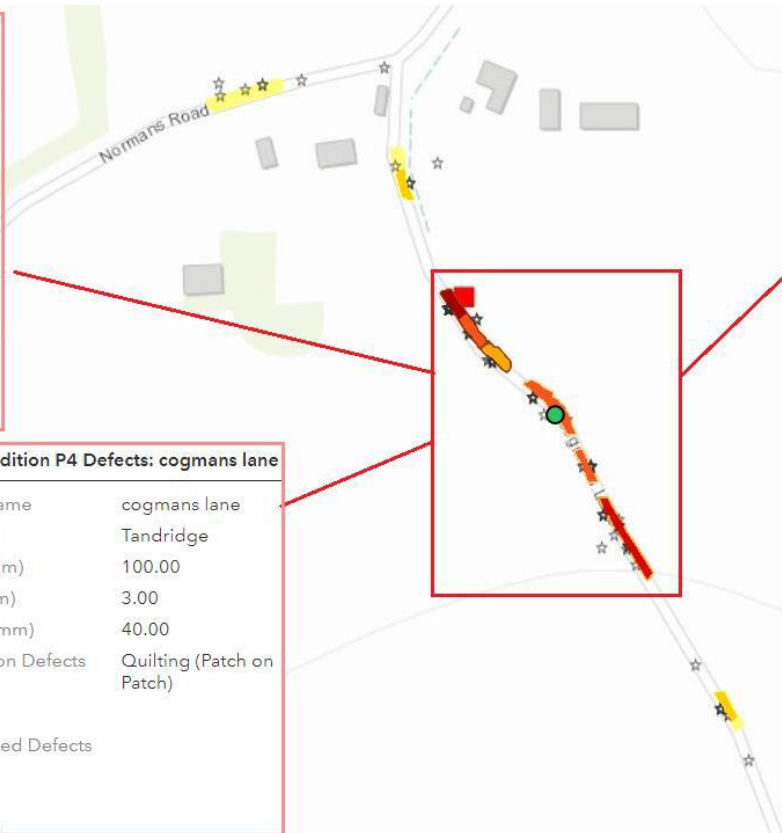 Normans Road
dition P4 Defects: cogmans lane
ame cogmans lane
Tandridge
m) 100.00
m) 3.00
mm) 40.00
on Defects Quilting (Patch on
Patch)
ed Defects